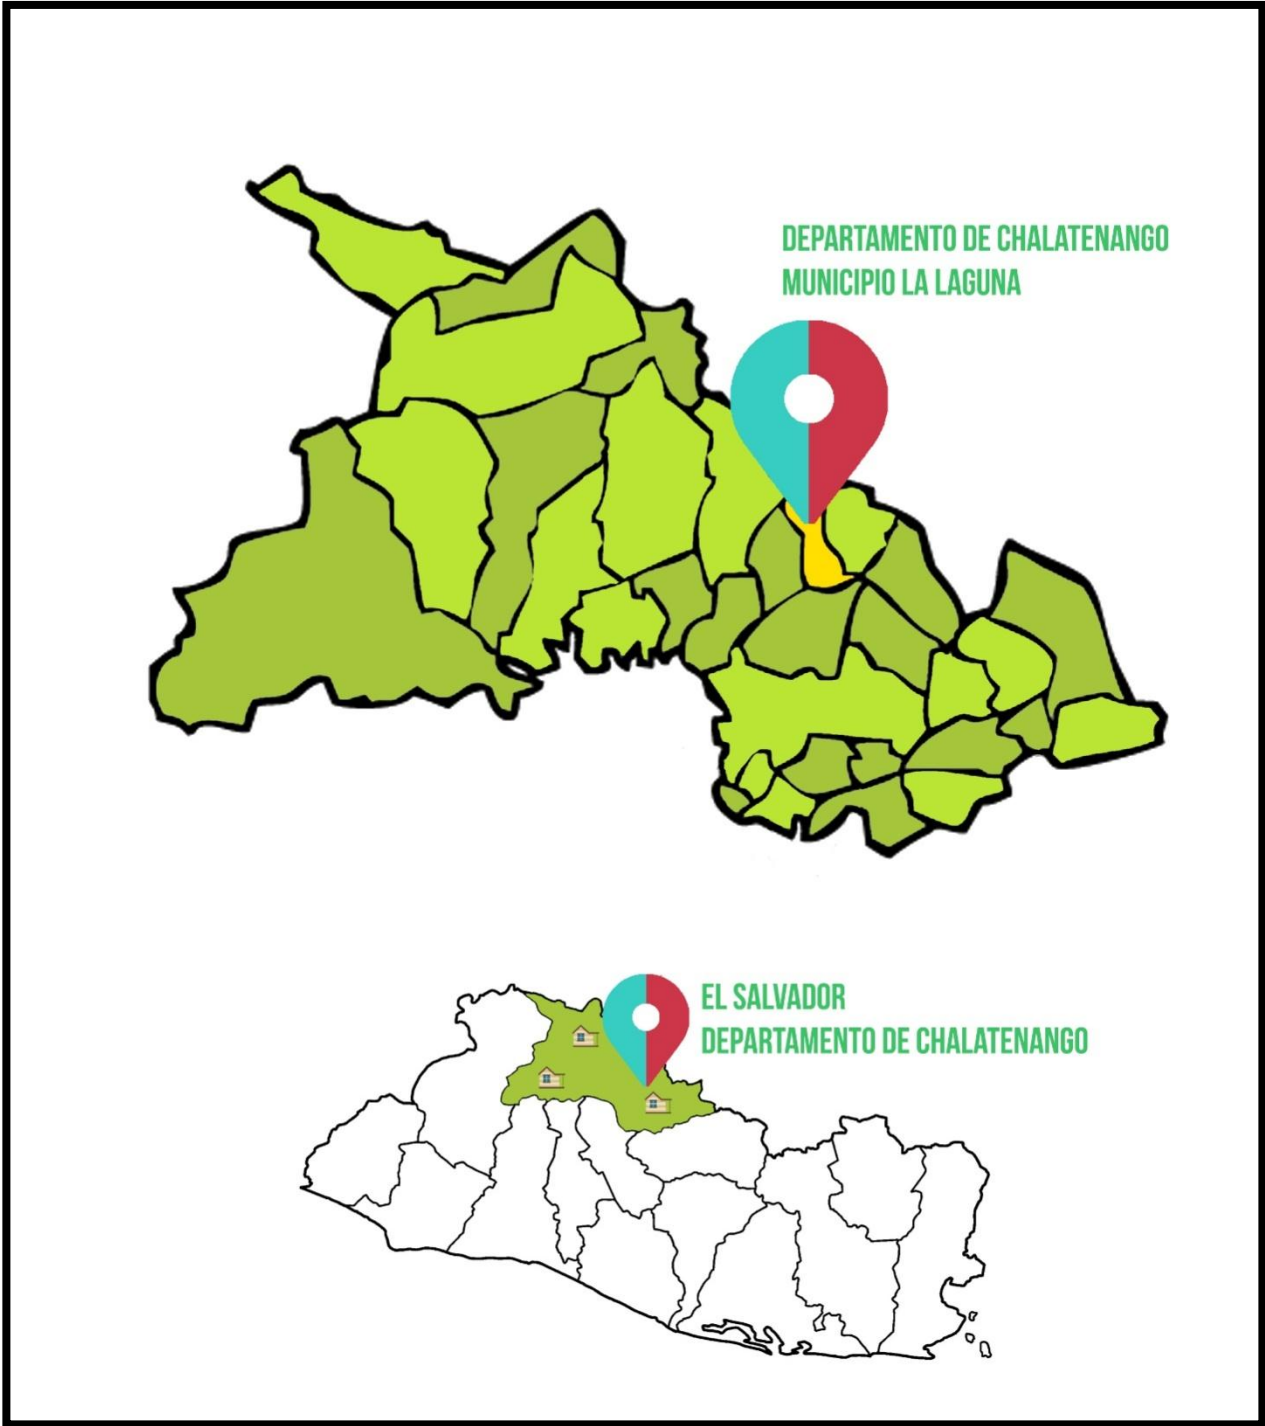 DEPARTAMENTO DE CHALATENANGO
MUNICIPIO LA LAGUNA
EL SALVADOR
DEPARTAMENTO DE CHALATENANGO